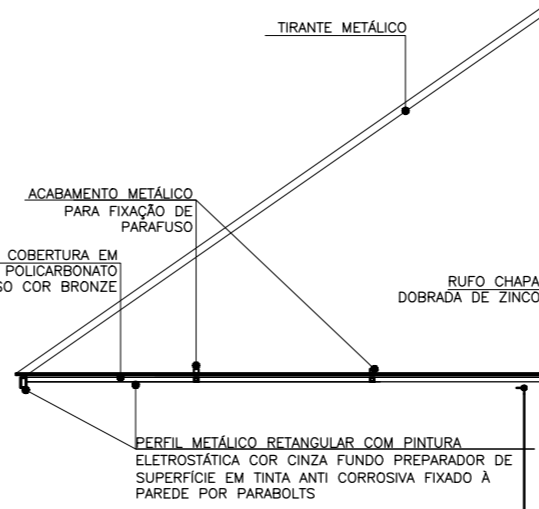 TIRANTE METÁLICO
ACABAMENTO METÁLICO
PARA FIXAÇÃO DE
PARAFUSO
COBERTURA EM
POLICARBONATO
COR BRONZE
RUFO CHAPA
DOBRADA DE ZINCO
PERFIL METÁLICO RETANGULAR COM PINTURA
ELETROSTÁTICA COR CINZA FUNDO PREPARADOR DE
SUPERFÍCIE EM TINTA ANTI CORROSIVA FIXADO À
PAREDE POR PARABOLTS